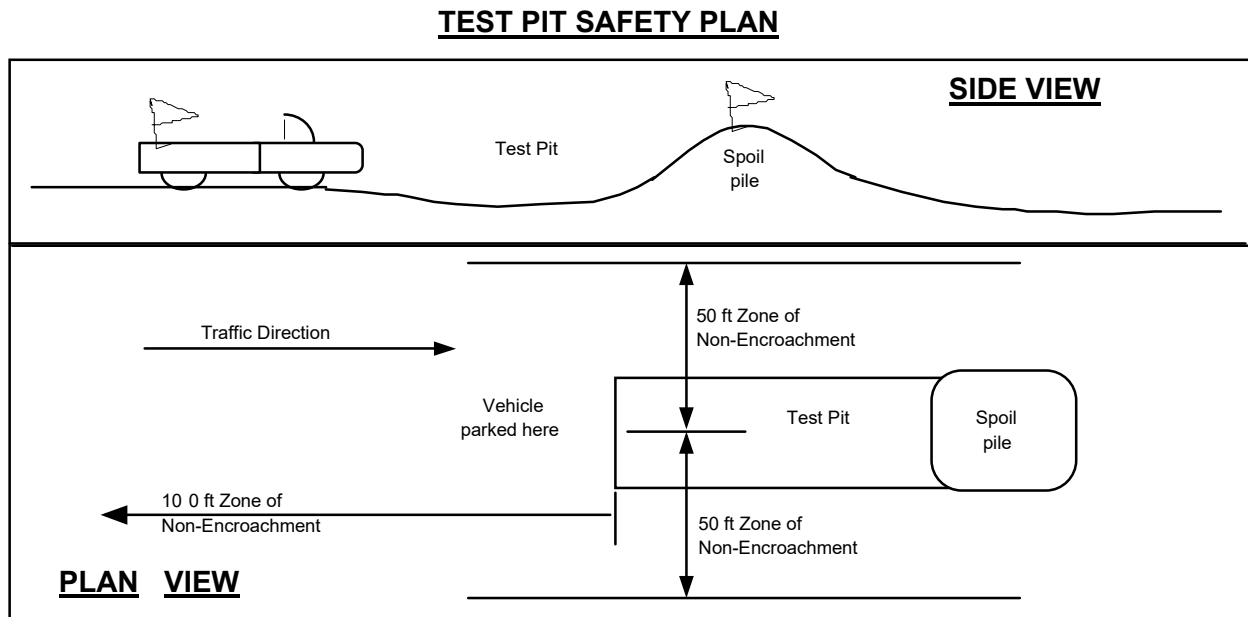 TEST PIT SAFETY PLAN
SIDE VIEW
Test Pit
Spoil
pile
50 ft Zone of
Non-Encroachment
Traffic Direction
Vehicle
parked here
Test Pit
Spoil
pile
10 0 ft Zone of
Non-Encroachment
50 ft Zone of
Non-Encroachment
PLAN VIEW